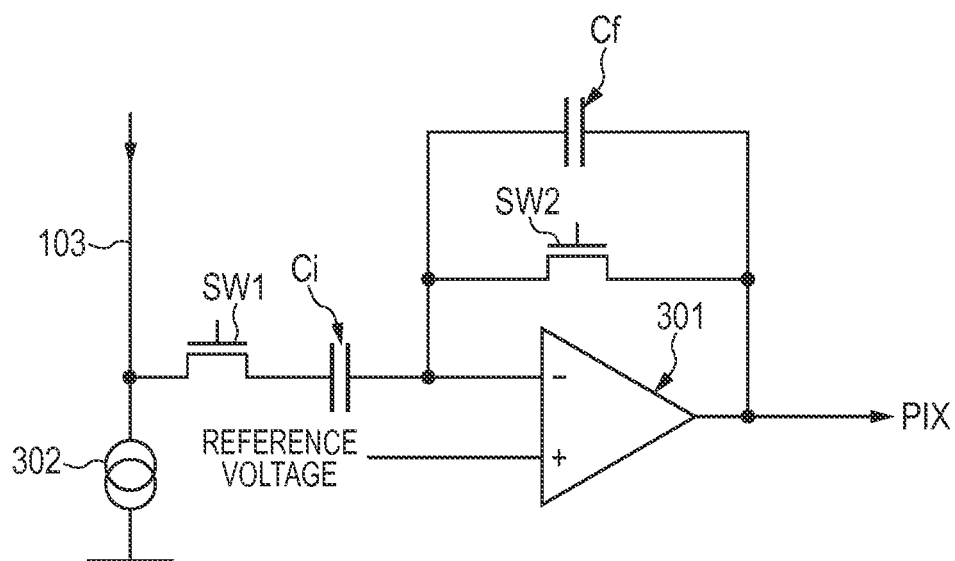 Cf
SW2
103
Ci
SW1
301
−
PIX
302
REFERENCE
VOLTAGE
+